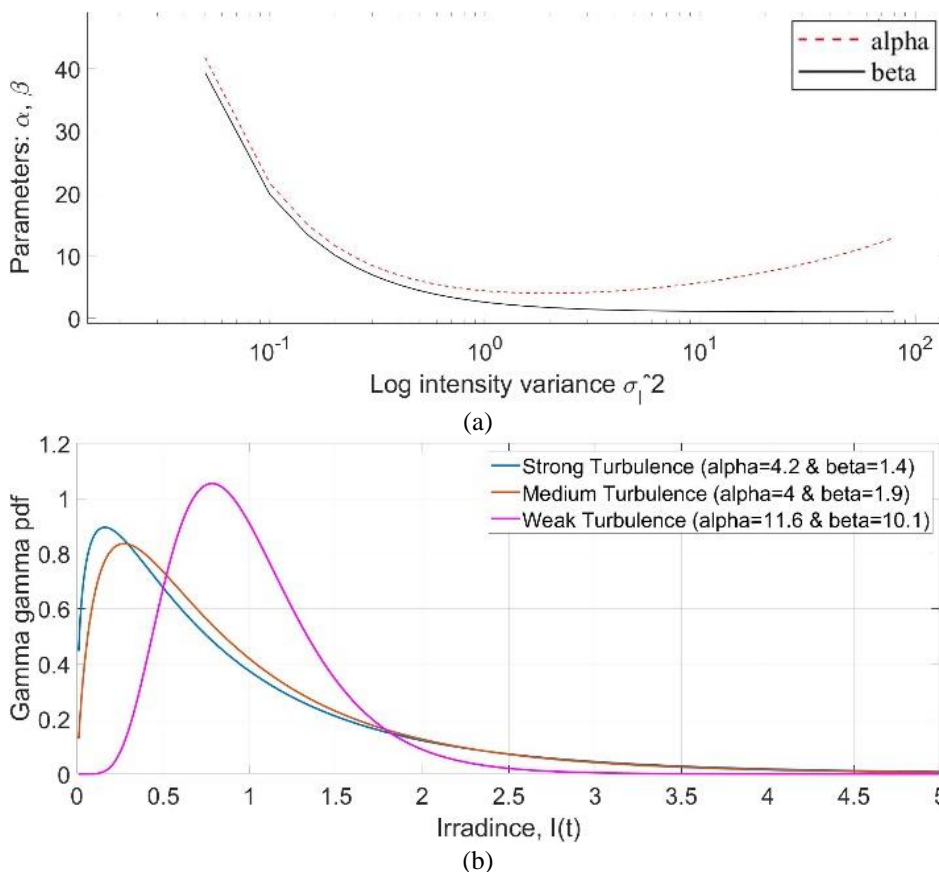 alpha
beta
40
30
20
10
0
Parameters: α, β
10^-1
10^0
10^1
10^2
Log intensity variance σ_I^2
(a)
1.2
1
0.8
0.6
0.4
0.2
0
Gamma gamma pdf
Strong Turbulence (alpha=4.2 & beta=1.4)
Medium Turbulence (alpha=4 & beta=1.9)
Weak Turbulence (alpha=11.6 & beta=10.1)
0 0.5 1 1.5 2 2.5 3 3.5 4 4.5 5
Irradince, I(t)
(b)